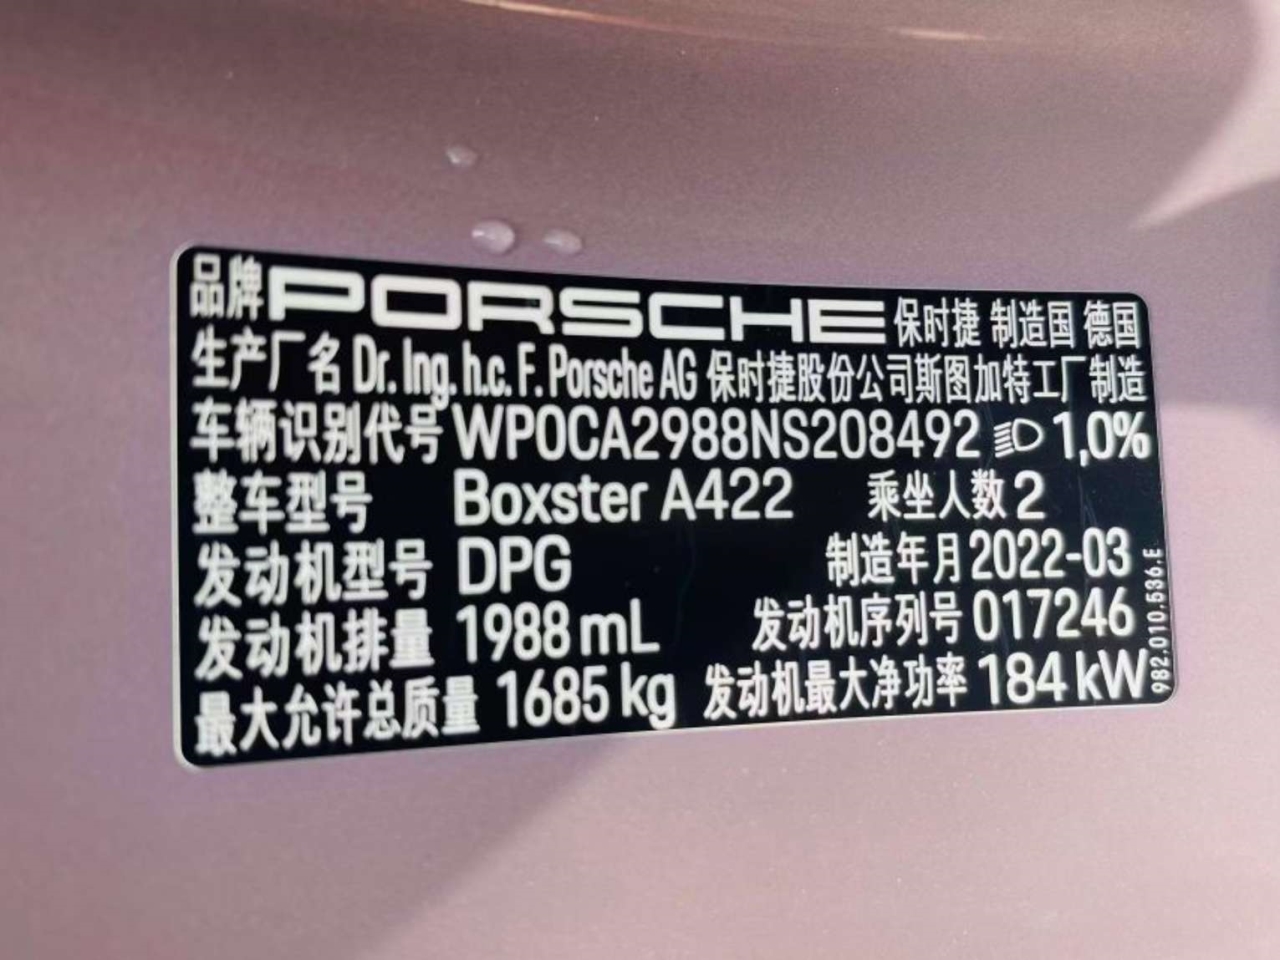 品牌 PORSCHE 保时捷 制造国 德国
生产厂名 Dr. Ing. h.c. F. Porsche AG 保时捷股份公司斯图加特工厂制造
车辆识别代号 WP0CA2988NS208492 1,0%
整车型号 Boxster A422 乘坐人数 2
发动机型号 DPG 制造年月 2022-03
发动机排量 1988 mL 发动机序列号 017246
最大允许总质量 1685 kg 发动机最大净功率 184 kW
982.010.536.E